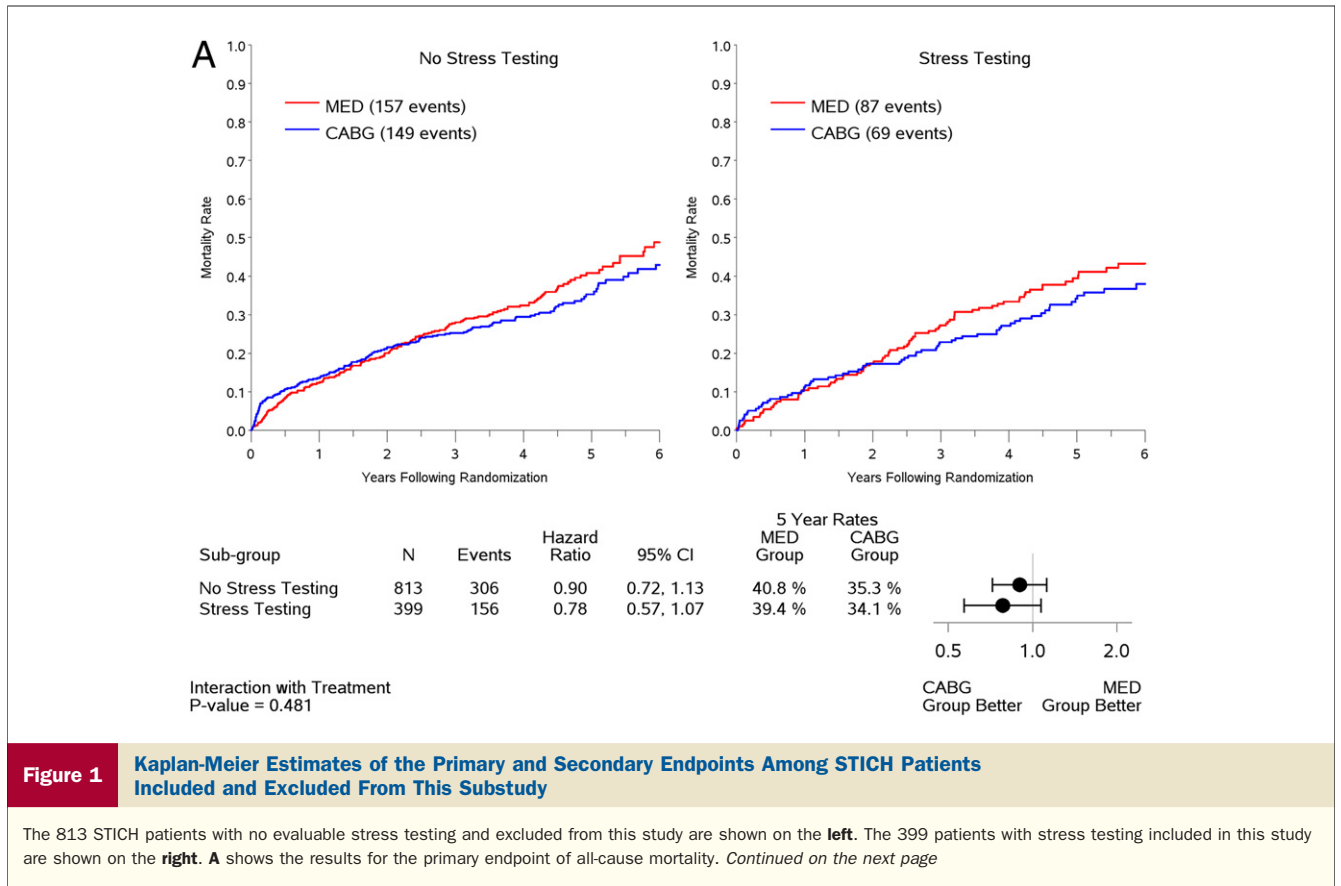 A
No Stress Testing
MED (157 events)
CABG (149 events)
Mortality Rate
1.0
0.9
0.8
0.7
0.6
0.5
0.4
0.3
0.2
0.1
0.0
0 1 2 3 4 5 6
Years Following Randomization
Stress Testing
MED (87 events)
CABG (69 events)
Mortality Rate
1.0
0.9
0.8
0.7
0.6
0.5
0.4
0.3
0.2
0.1
0.0
0 1 2 3 4 5 6
Years Following Randomization
5 Year Rates
Hazard MED CABG
Sub-group N Events Ratio 95% CI Group Group
No Stress Testing 813 306 0.90 0.72, 1.13 40.8 % 35.3 %
Stress Testing 399 156 0.78 0.57, 1.07 39.4 % 34.1 %
0.5 1.0 2.0
Interaction with Treatment
P-value = 0.481
CABG MED
Group Better Group Better
Figure 1
Kaplan-Meier Estimates of the Primary and Secondary Endpoints Among STICH Patients
Included and Excluded From This Substudy
The 813 STICH patients with no evaluable stress testing and excluded from this study are shown on the left. The 399 patients with stress testing included in this study
are shown on the right. A shows the results for the primary endpoint of all-cause mortality. Continued on the next page